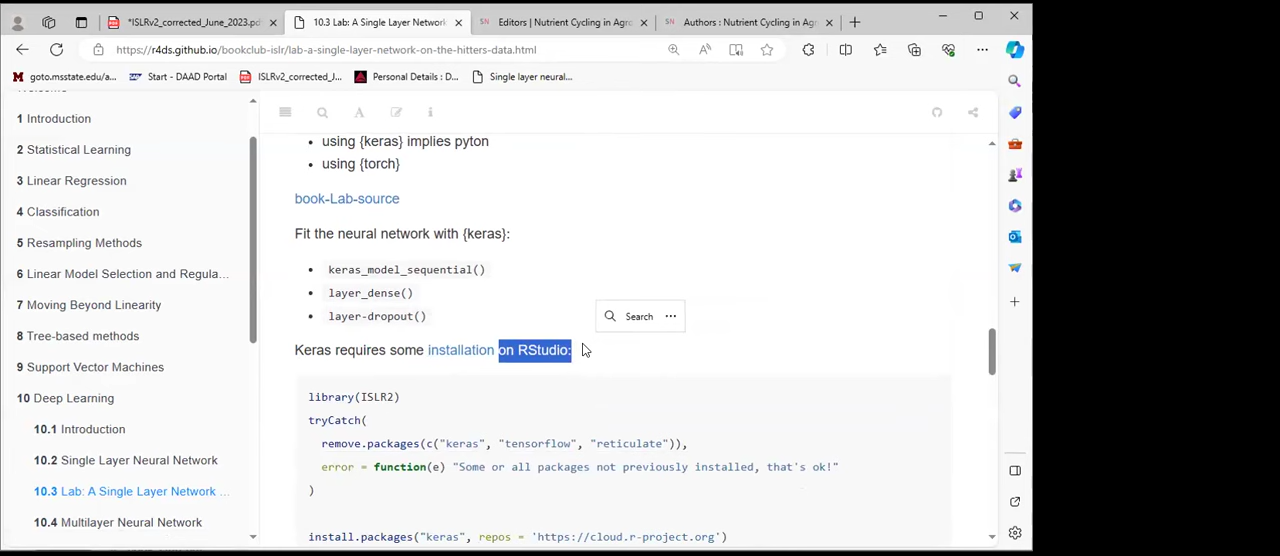 *ISLRv2_corrected_June_2023.pd
10.3 Lab: A Single Layer Network
Editors | Nutrient Cycling in Agro
Authors : Nutrient Cycling in Agro
https://r4ds.github.io/bookclub-islr/lab-a-single-layer-network-on-the-hitters-data.html
goto.msstate.edu/a...
Start - DAAD Portal
ISLRv2_corrected_J...
Personal Details : D...
Single layer neural...
1 Introduction
2 Statistical Learning
3 Linear Regression
4 Classification
5 Resampling Methods
6 Linear Model Selection and Regula...
7 Moving Beyond Linearity
8 Tree-based methods
9 Support Vector Machines
10 Deep Learning
10.1 Introduction
10.2 Single Layer Neural Network
10.3 Lab: A Single Layer Network ...
10.4 Multilayer Neural Network
using {keras} implies pyton
using {torch}
book-Lab-source
Fit the neural network with {keras}:
keras_model_sequential()
layer_dense()
layer-dropout()
Search
Keras requires some installation on RStudio:
library(ISLR2)
tryCatch(
remove.packages(c("keras", "tensorflow", "reticulate")),
error = function(e) "Some or all packages not previously installed, that's ok!"
)
install.packages("keras", repos = 'https://cloud.r-project.org')